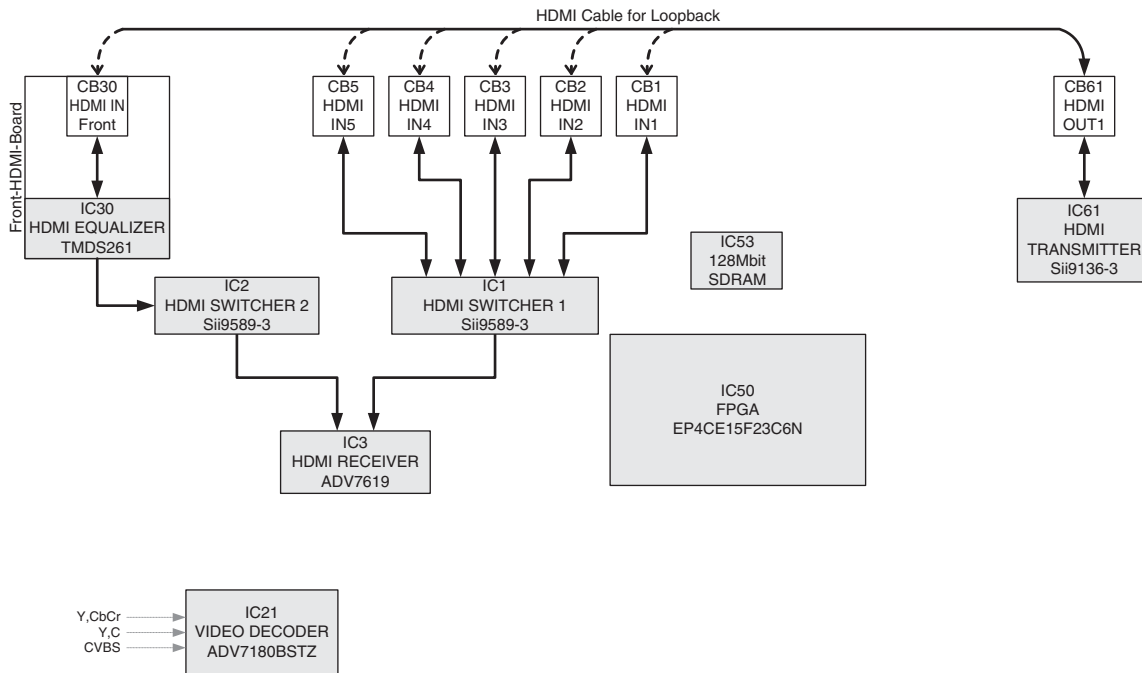 HDMI Cable for Loopback
CB30
HDMI IN
Front
CB5
HDMI
IN5
CB4
HDMI
IN4
CB3
HDMI
IN3
CB2
HDMI
IN2
CB1
HDMI
IN1
CB61
HDMI
OUT1
Front-HDMI-Board
IC30
HDMI EQUALIZER
TMDS261
IC61
HDMI
TRANSMITTER
Sii9136-3
IC53
128Mbit
SDRAM
IC2
HDMI SWITCHER 2
Sii9589-3
IC1
HDMI SWITCHER 1
Sii9589-3
IC50
FPGA
EP4CE15F23C6N
IC3
HDMI RECEIVER
ADV7619
Y,CbCr
Y,C
CVBS
IC21
VIDEO DECODER
ADV7180BSTZ